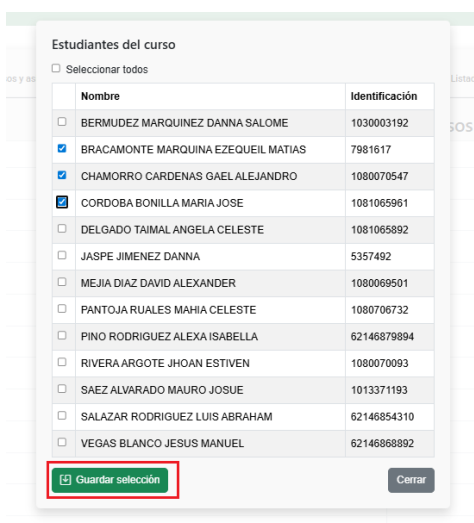 Estudiantes del curso
Seleccionar todos
Nombre Identificación
BERMUDEZ MARQUINEZ DANNA SALOME 1030003192
BRACAMONTE MARQUINA EZEQUEIL MATIAS 7981617
CHAMORRO CARDENAS GAEL ALEJANDRO 1080070547
CORDOBA BONILLA MARIA JOSE 1081065961
DELGADO TAIMAL ANGELA CELESTE 1081065892
JASPE JIMENEZ DANNA 5357492
MEJIA DIAZ DAVID ALEXANDER 1080069501
PANTOJA RUALES MAHIA CELESTE 1080706732
PINO RODRIGUEZ ALEXA ISABELLA 62146879894
RIVERA ARGOTE JHOAN ESTIVEN 1080070093
SAEZ ALVARADO MAURO JOSUE 1013371193
SALAZAR RODRIGUEZ LUIS ABRAHAM 62146854310
VEGAS BLANCO JESUS MANUEL 62146868892
Guardar selección Cerrar